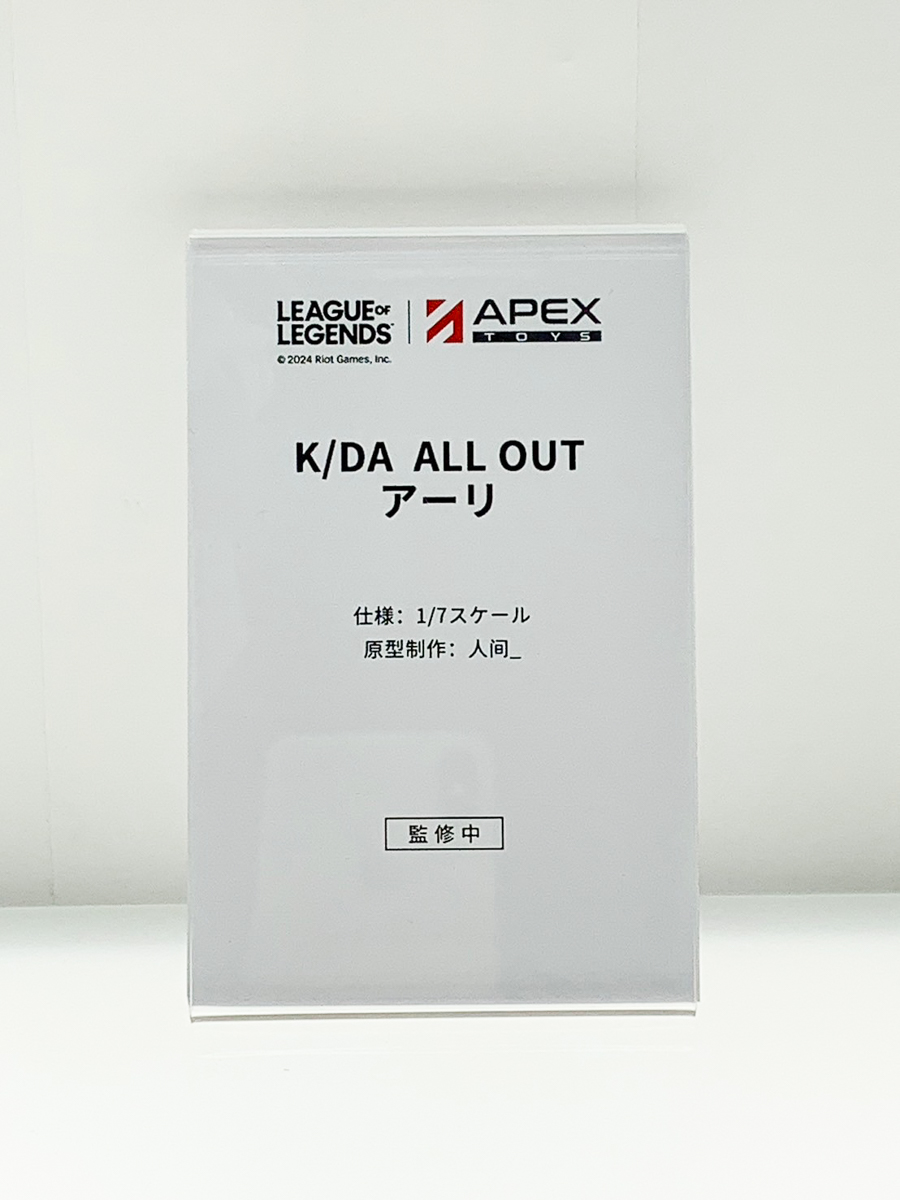 LEAGUE OF
LEGENDS™
© 2024 Riot Games, Inc.
APEX
TOYS
K/DA ALL OUT
アーリ
仕様：1/7スケール
原型制作：人间_
監修中